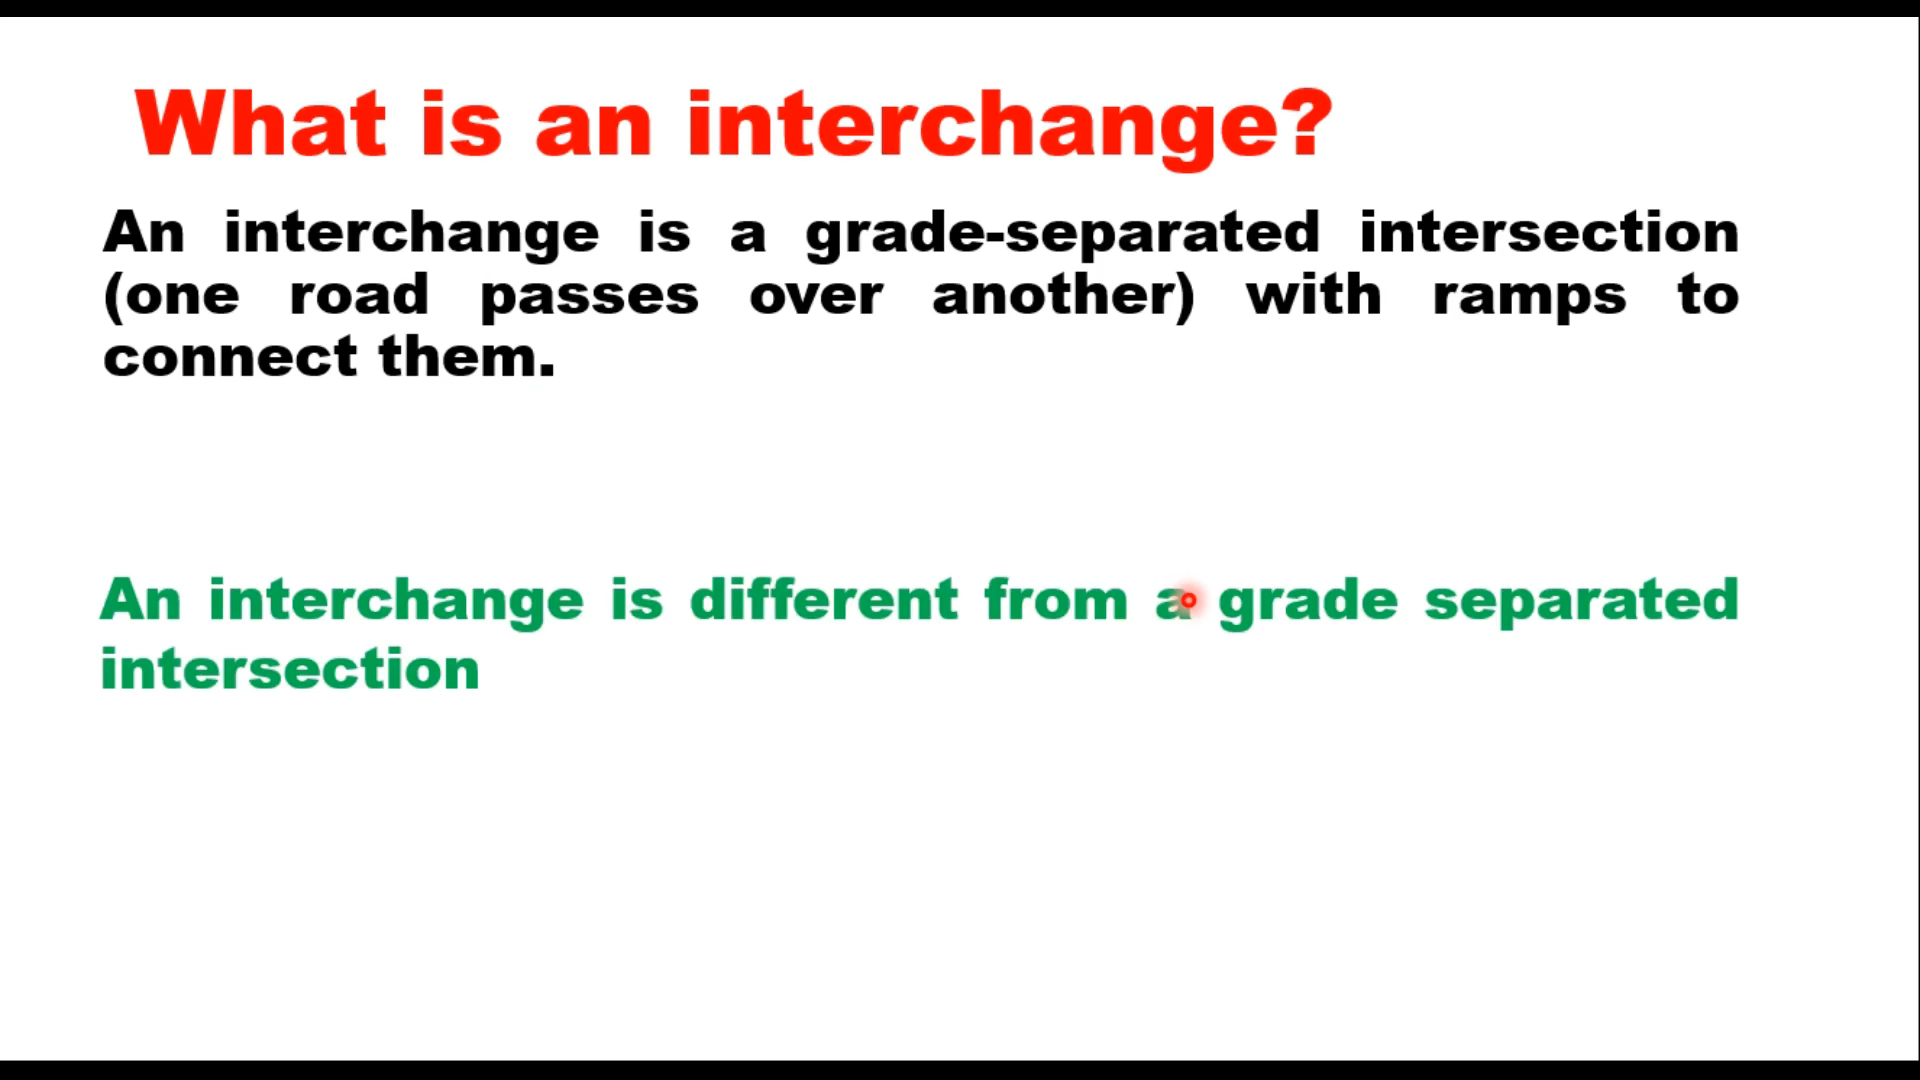 What is an interchange?
An interchange is a grade-separated intersection
(one road passes over another) with ramps to
connect them.
An interchange is different from a grade separated
intersection